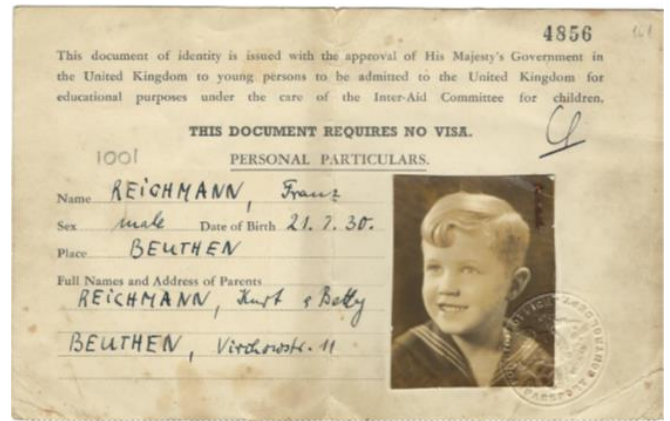 4856
This document of identity is issued with the approval of His Majesty's Government in
the United Kingdom to young persons to be admitted to the United Kingdom for
educational purposes under the care of the Inter-Aid Committee for children.
THIS DOCUMENT REQUIRES NO VISA.
1001
PERSONAL PARTICULARS.
Name REICHMANN, Franz
Sex male Date of Birth 21.7.30.
Place BEUTHEN
Full Names and Address of Parents
REICHMANN, Kurt & Betty
BEUTHEN, Virchowstr. 11